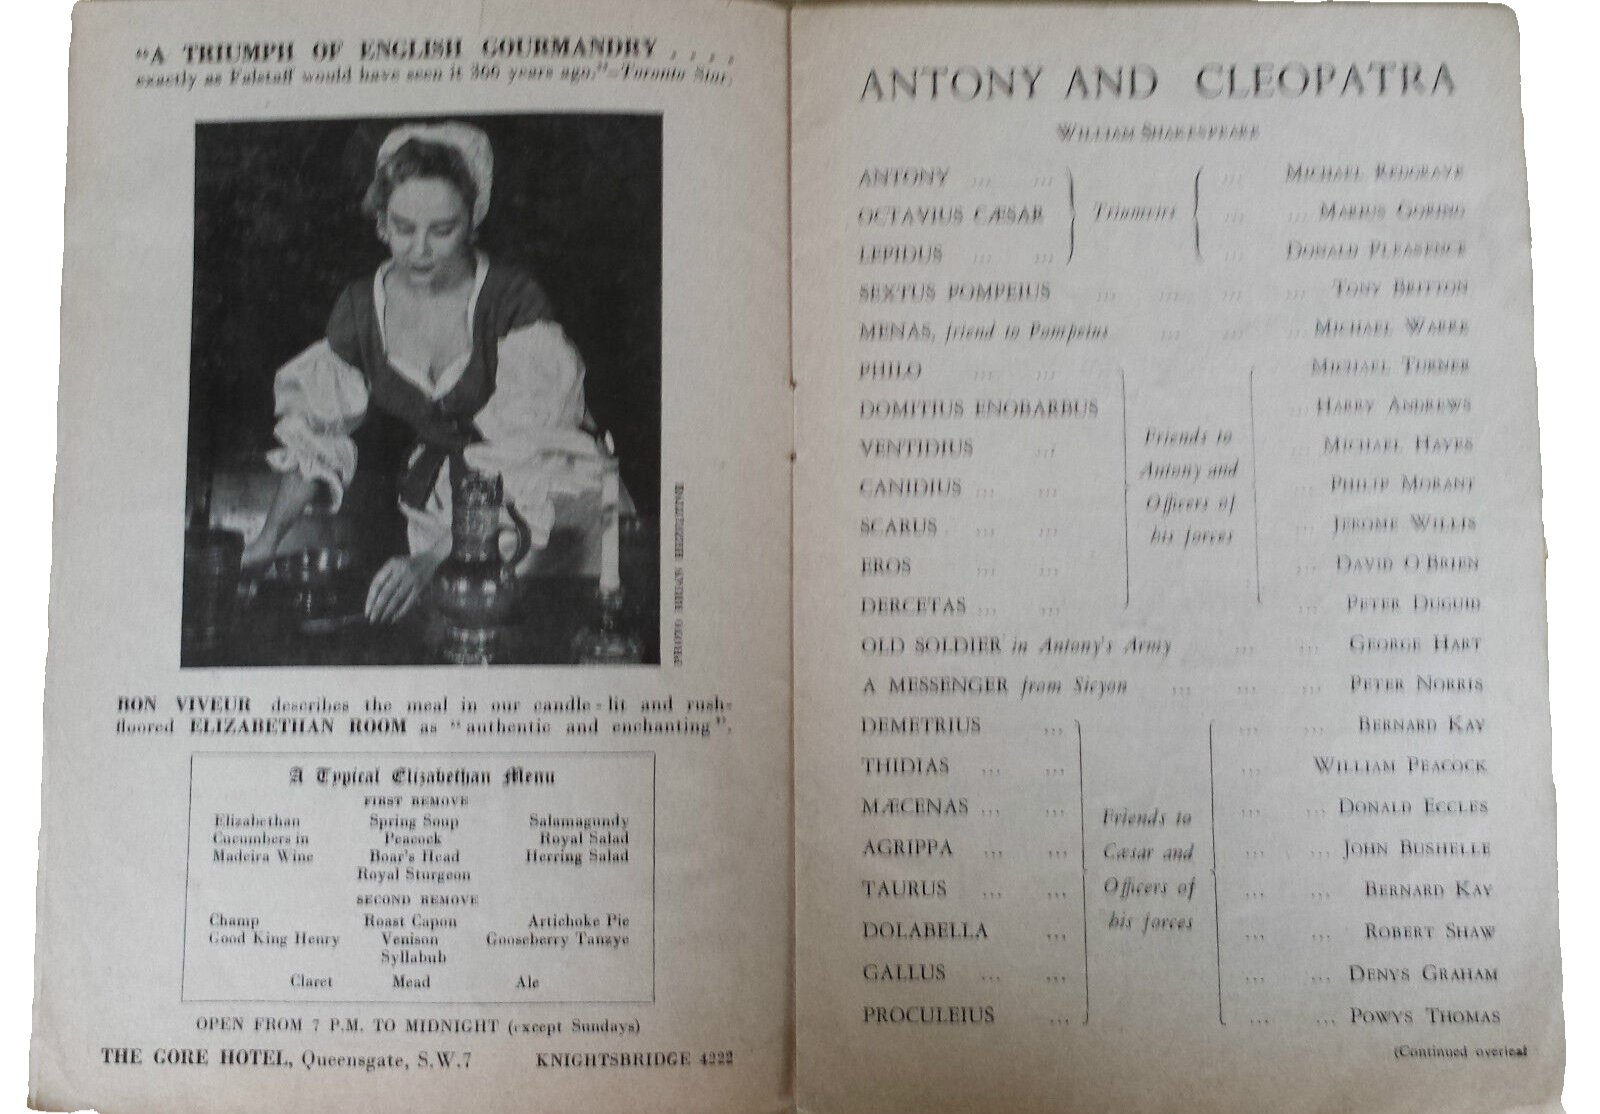 "A TRIUMPH OF ENGLISH GOURMANDRY . . . .
exactly as Falstaff would have seen it 360 years ago."—Toronto Star.
BON VIVEUR describes the meal in our candle-lit and rush-
floored ELIZABETHAN ROOM as "authentic and enchanting".
A Typical Elizabethan Menu
FIRST REMOVE
Elizabethan Spring Soup Salamagundy
Cucumbers in Peacock Royal Salad
Madeira Wine Boar's Head Herring Salad
Royal Sturgeon
SECOND REMOVE
Champ Roast Capon Artichoke Pie
Good King Henry Venison Gooseberry Tanzye
Syllabub
Claret Mead Ale
OPEN FROM 7 P.M. TO MIDNIGHT (except Sundays)
THE GORE HOTEL, Queensgate, S.W.7 KNIGHTSBRIDGE 4222
ANTONY AND CLEOPATRA
WILLIAM SHAKESPEARE
ANTONY ... ... ... MICHAEL REDGRAVE
OCTAVIUS CÆSAR Triumvirs ... ... MARIUS GORING
LEPIDUS ... ... ... DONALD PLEASENCE
SEXTUS POMPEIUS ... ... ... ... TONY BRITTON
MENAS, friend to Pompeius ... ... ... MICHAEL WARRE
PHILO ... ... MICHAEL TURNER
DOMITIUS ENOBARBUS ... HARRY ANDREWS
VENTIDIUS ... Friends to MICHAEL HAYES
CANIDIUS ... ... Antony and PHILIP MORANT
SCARUS ... ... Officers of ... JEROME WILLIS
his forces
EROS ... ... ... DAVID O'BRIEN
DERCETAS ... ... ... PETER DUGUID
OLD SOLDIER in Antony's Army ... ... GEORGE HART
A MESSENGER from Sicyon ... ... ... PETER NORRIS
DEMETRIUS ... ... ... BERNARD KAY
THIDIAS ... ... ... WILLIAM PEACOCK
MÆCENAS ... ... Friends to ... ... DONALD ECCLES
AGRIPPA ... ... Cæsar and ... ... JOHN BUSHELLE
TAURUS ... ... Officers of ... ... BERNARD KAY
DOLABELLA ... his forces ... ... ROBERT SHAW
GALLUS ... ... ... ... DENYS GRAHAM
PROCULEIUS ... ... ... POWYS THOMAS
(Continued overleaf